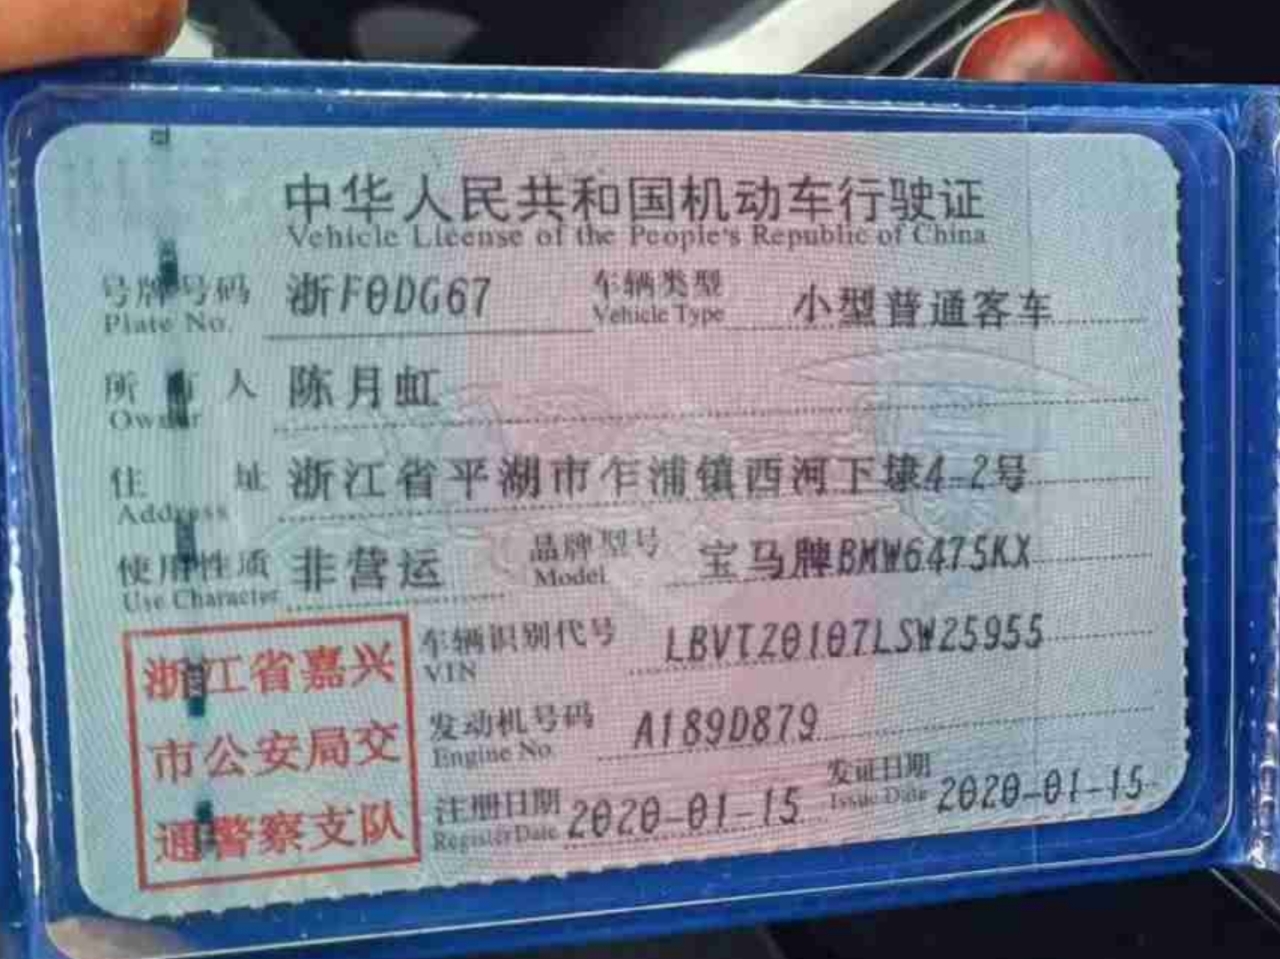 中华人民共和国机动车行驶证
Vehicle License of the People's Republic of China
号牌号码 浙F0DG67 车辆类型 小型普通客车
Plate No. Vehicle Type
所有人 陈月虹
Owner
住址 浙江省平湖市乍浦镇西河下埭4-2号
Address
使用性质 非营运 品牌型号 宝马牌BMW6475KX
Use Character Model
浙江省嘉兴
市公安局交
通警察支队
车辆识别代号 LBVTZ0107LSW25955
VIN
发动机号码 A189D879
Engine No.
注册日期 2020-01-15 发证日期 2020-01-15
Register Date Issue Date